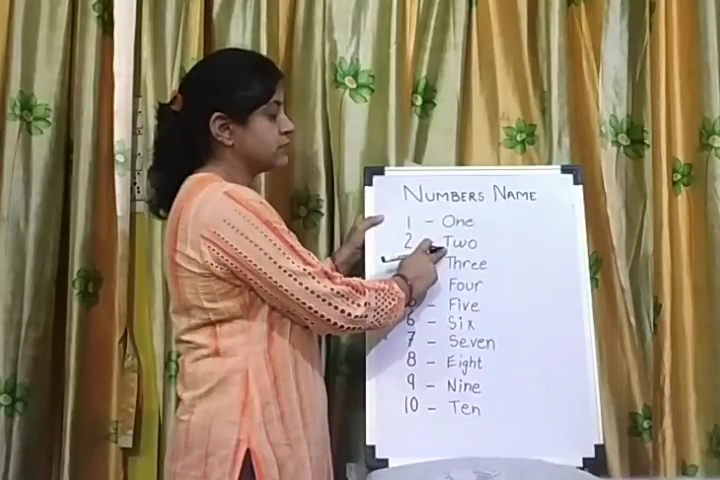 NUMBERS NAME
1 - One
2 Two
Three
Four
- Five
6 - Six
7 - Seven
8 - Eight
9 - Nine
10 - Ten